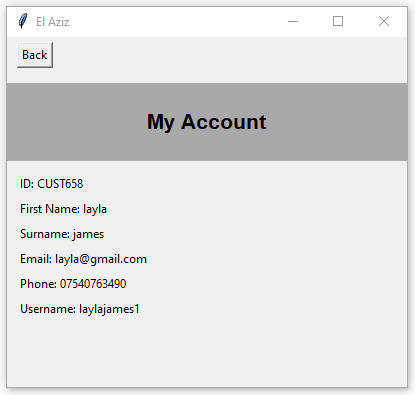 El Aziz
Back
My Account
ID: CUST658
First Name: layla
Surname: james
Email: layla@gmail.com
Phone: 07540763490
Username: laylajames1